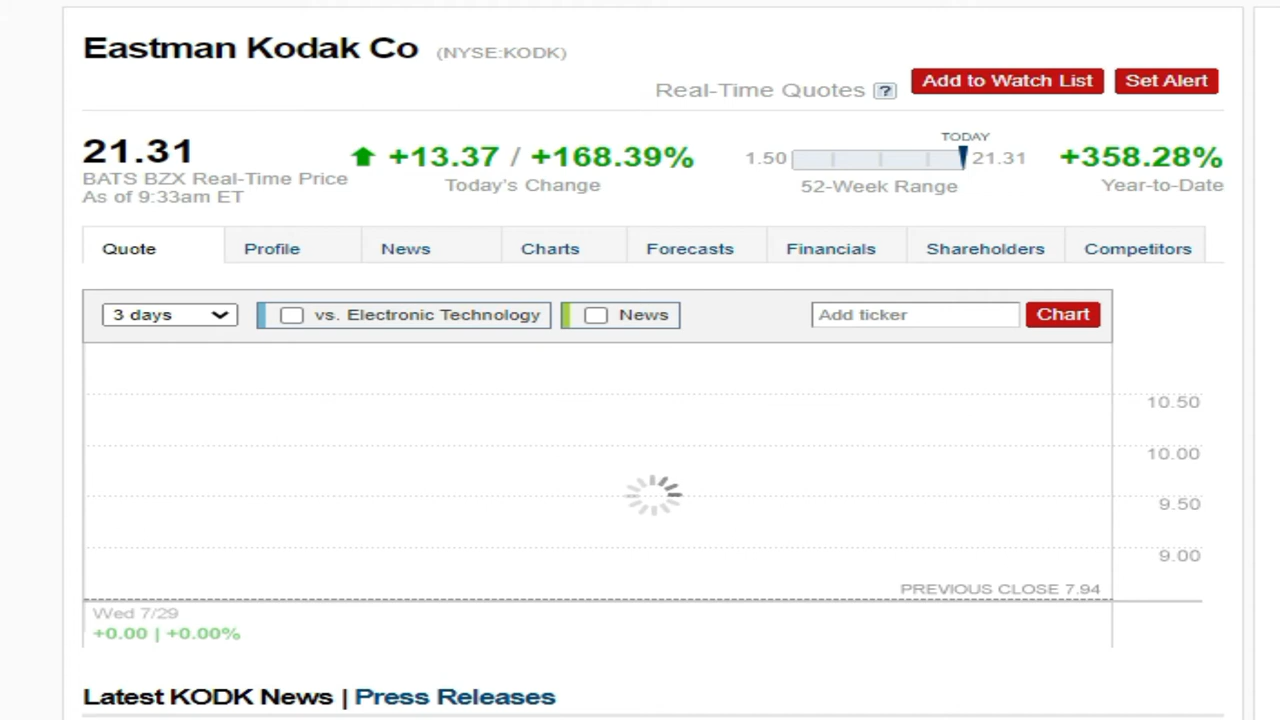 Eastman Kodak Co (NYSE:KODK)
Real-Time Quotes ? Add to Watch List Set Alert
TODAY
21.31 +13.37 / +168.39% 1.50 21.31 +358.28%
BATS BZX Real-Time Price Today's Change 52-Week Range Year-to-Date
As of 9:33am ET
Quote Profile News Charts Forecasts Financials Shareholders Competitors
3 days vs. Electronic Technology News Add ticker Chart
10.50
10.00
9.50
9.00
PREVIOUS CLOSE 7.94
Wed 7/29
+0.00 | +0.00%
Latest KODK News | Press Releases